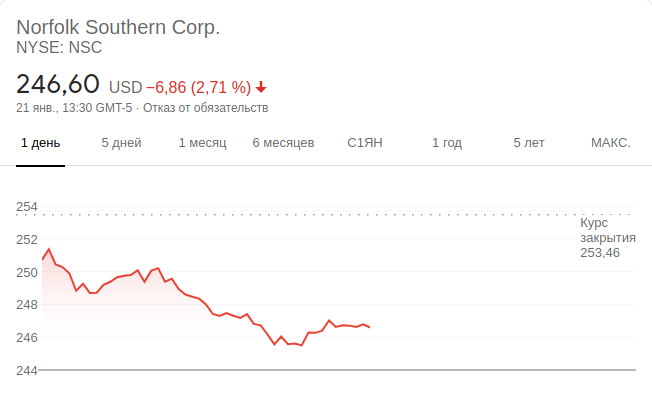 Norfolk Southern Corp.
NYSE: NSC
246,60 USD −6,86 (2,71 %)
21 янв., 13:30 GMT-5 · Отказ от обязательств
1 день 5 дней 1 месяц 6 месяцев С1ЯН 1 год 5 лет МАКС.
254
Курс
252
закрытия
253,46
250
248
246
244